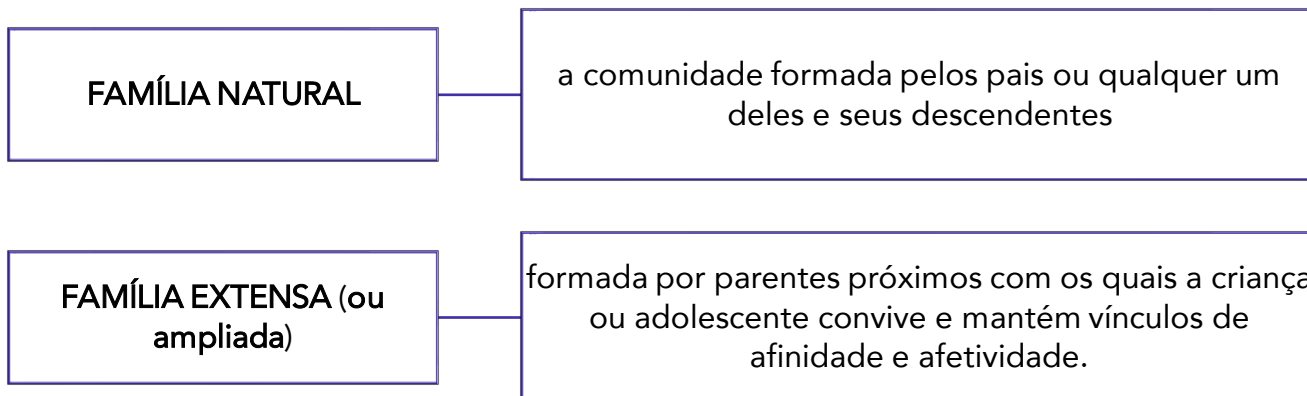 FAMÍLIA NATURAL
a comunidade formada pelos pais ou qualquer um
deles e seus descendentes
FAMÍLIA EXTENSA (ou
ampliada)
formada por parentes próximos com os quais a criança
ou adolescente convive e mantém vínculos de
afinidade e afetividade.